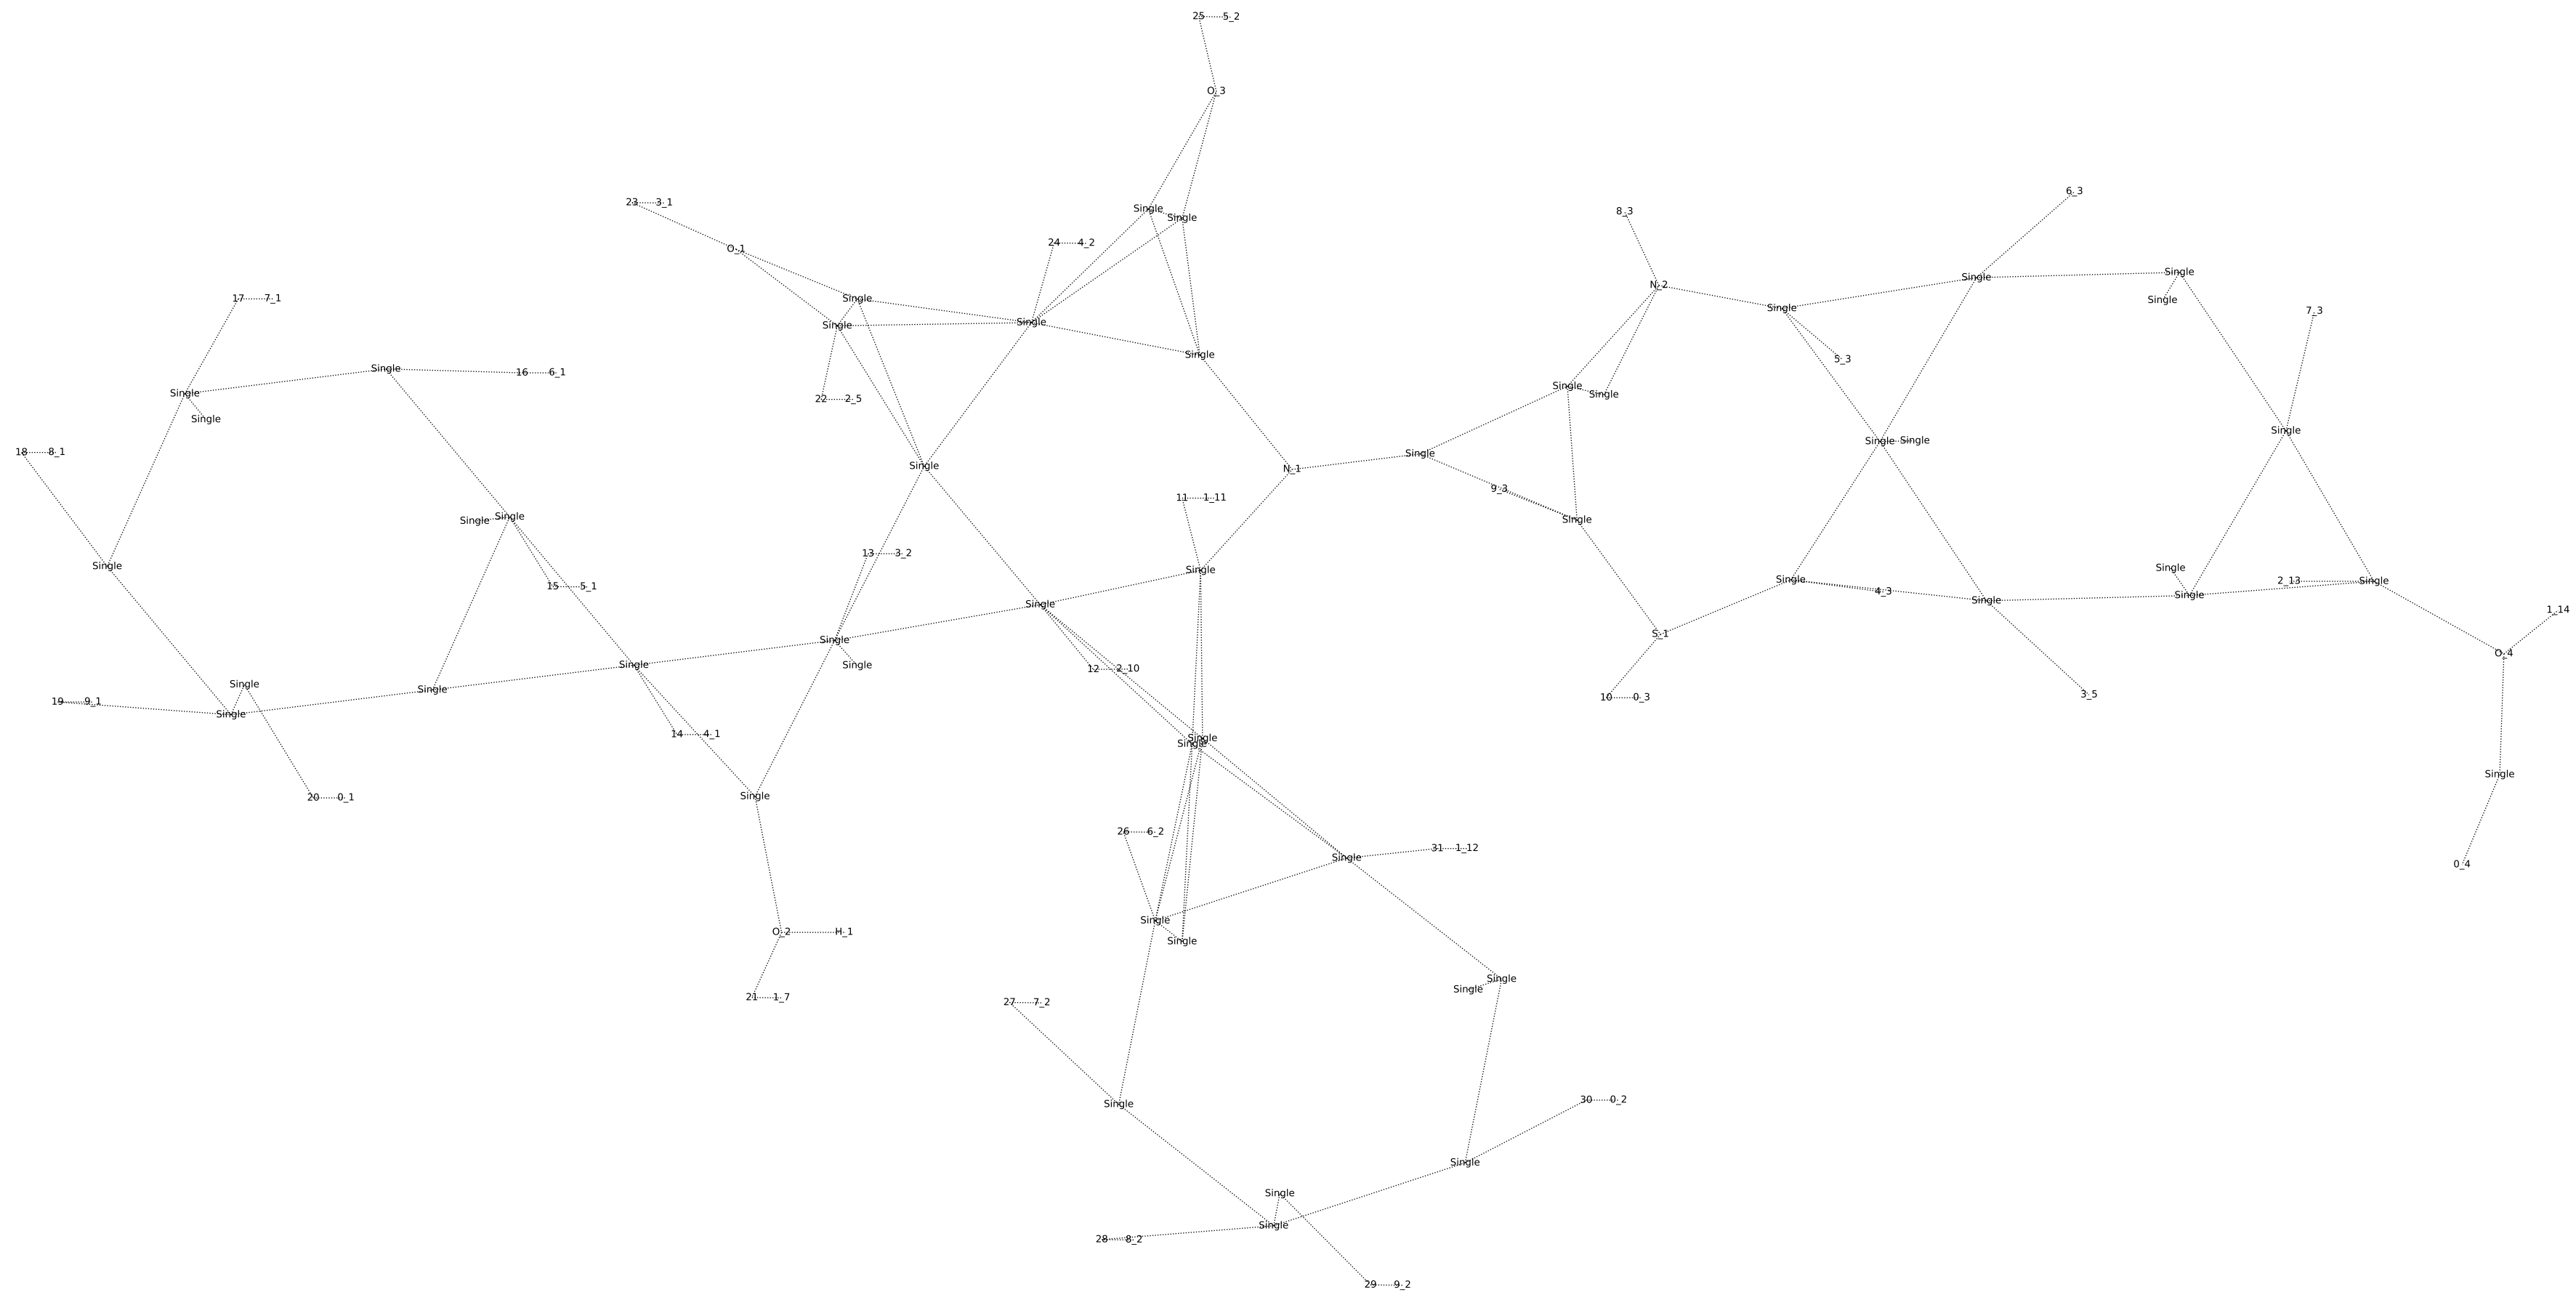 25 5_2
O_3
6_3
23 3_1
Single
8_3
Single
24 4_2
O_1
Single
Single
N_2
17 7_1
Single
Single
Single
7_3
Single
Single
Single
5_3
Single
16 6_1
Single
Single
Single
22 2_5
Single
Single
Single Single
18 8_1
Single
Single
N_1
9_3
11 1_11
Single
Single
Single
13 3_2
Single
Single
Single
Single
2_13
Single
4_3
Single
Single
Single
1_14
S_1
Single
O_4
Single
Single
12 2_10
Single
Single
3_5
10 0_3
19 9_1
Single
14 4_1
Single
Single
Single
Single
20 0_1
26 6_2
31 1_12
Single
0_4
Single
O_2 H_1
Single
Single
Single
21 1_7
27 7_2
30 0_2
Single
Single
Single
Single
28 8_2
29 9_2
15 5_1